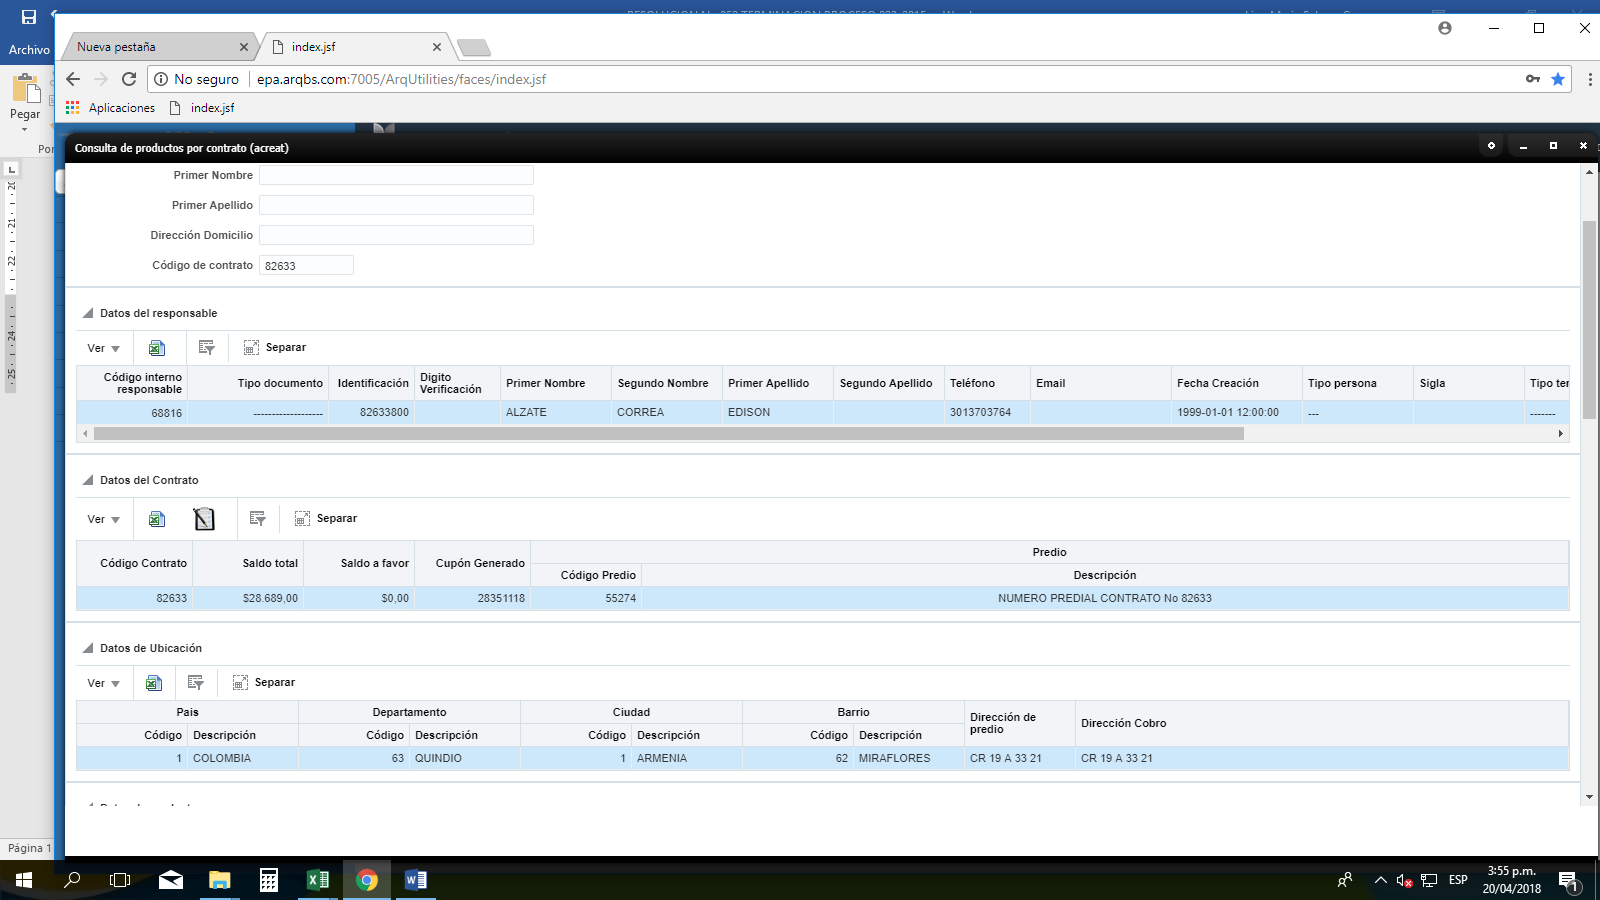 Archivo
Pegar
Nueva pestaña
index.jsf
No seguro
epa.arqbs.com:7005/ArqUtilities/faces/index.jsf
Aplicaciones
index.jsf
Consulta de productos por contrato (acreat)
Primer Nombre
Primer Apellido
Dirección Domicilio
Código de contrato 82633
Datos del responsable
Ver Separar
Código interno responsable Tipo documento Identificación Digito Verificación Primer Nombre Segundo Nombre Primer Apellido Segundo Apellido Teléfono Email Fecha Creación Tipo persona Sigla Tipo ter
68816 ------------------- 82633800 ALZATE CORREA EDISON 3013703764 1999-01-01 12:00:00 --- -------
Datos del Contrato
Ver Separar
Predio
Código Contrato Saldo total Saldo a favor Cupón Generado Código Predio Descripción
82633 $28.689,00 $0,00 28351118 55274 NUMERO PREDIAL CONTRATO No 82633
Datos de Ubicación
Ver Separar
Pais Departamento Ciudad Barrio Dirección de predio Dirección Cobro
Código Descripción Código Descripción Código Descripción Código Descripción
1 COLOMBIA 63 QUINDIO 1 ARMENIA 62 MIRAFLORES CR 19 A 33 21 CR 19 A 33 21
Página 1
ESP
3:55 p.m.
20/04/2018
1